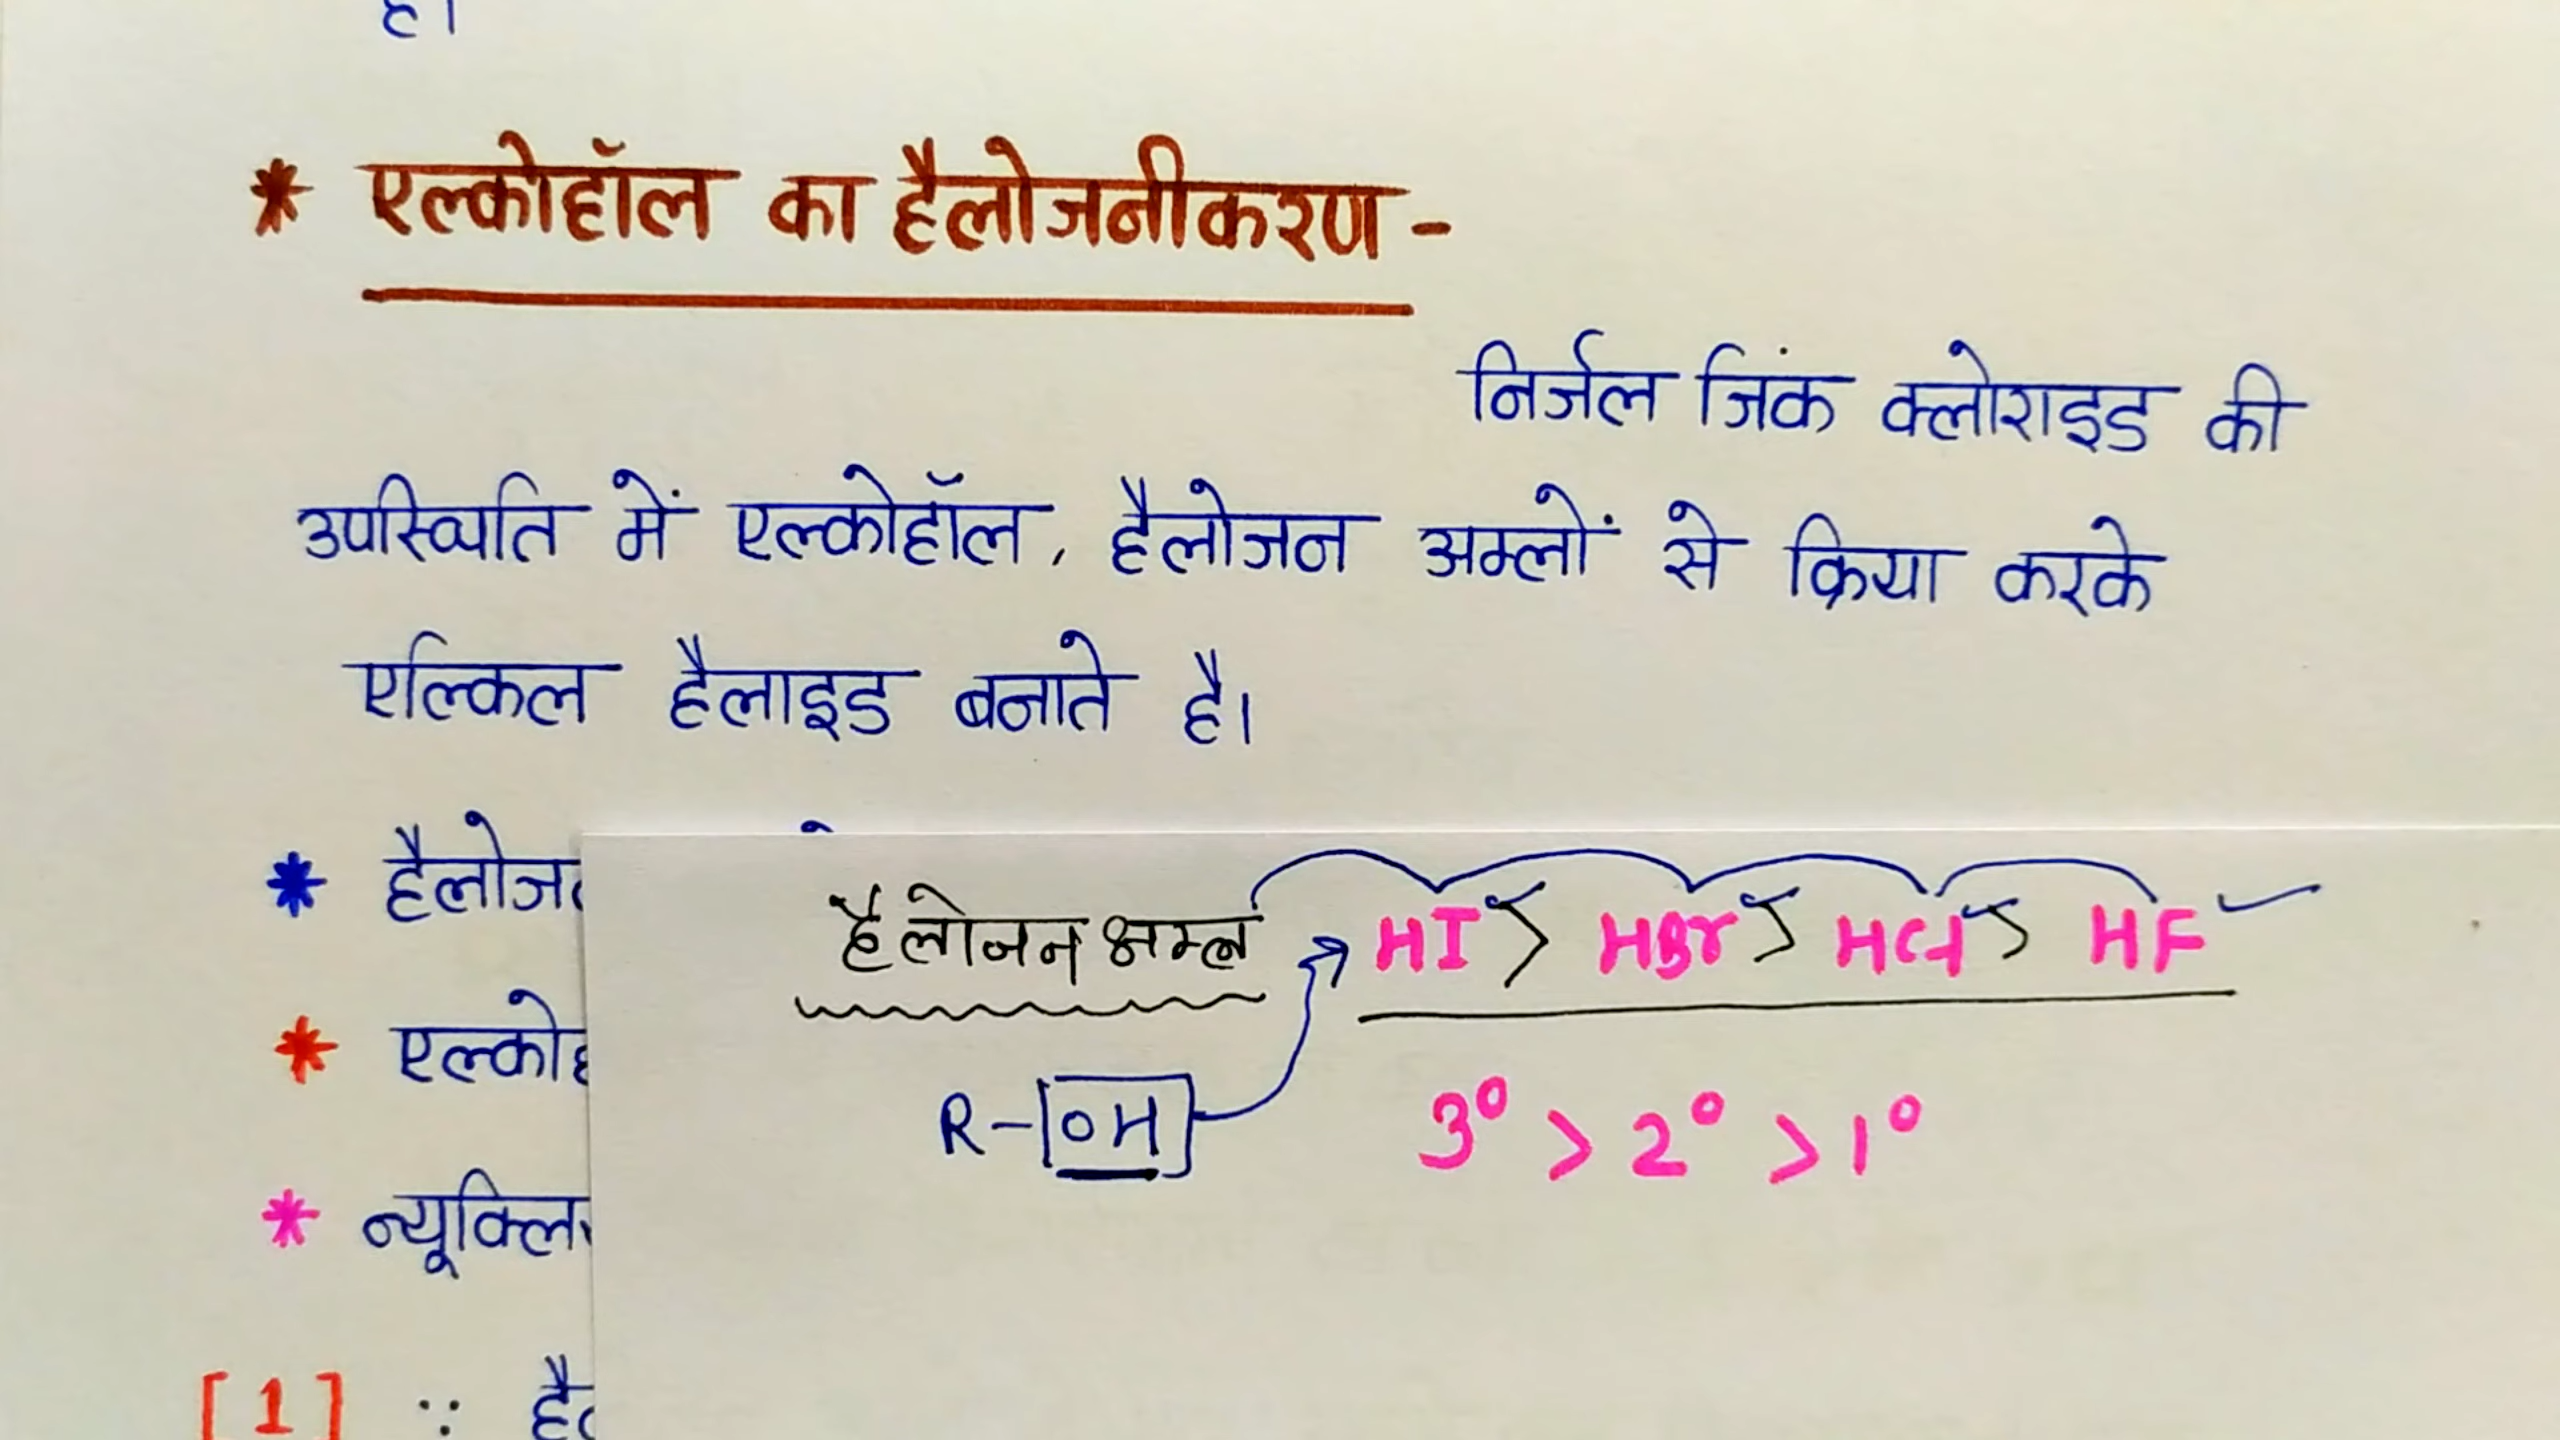 है।
* एल्कोहॉल का हैलोजनीकरण -
निर्जल जिंक क्लोराइड की
उपस्थिति में एल्कोहॉल, हैलोजन अम्लों से क्रिया करके
एल्किल हैलाइड बनाते है।
* हैलोज
हैलोजन अम्ल HI > HBr > HCl > HF
* एल्कोह
R-OH 3° > 2° > 1°
* न्यूक्लि
[1] ∵ है